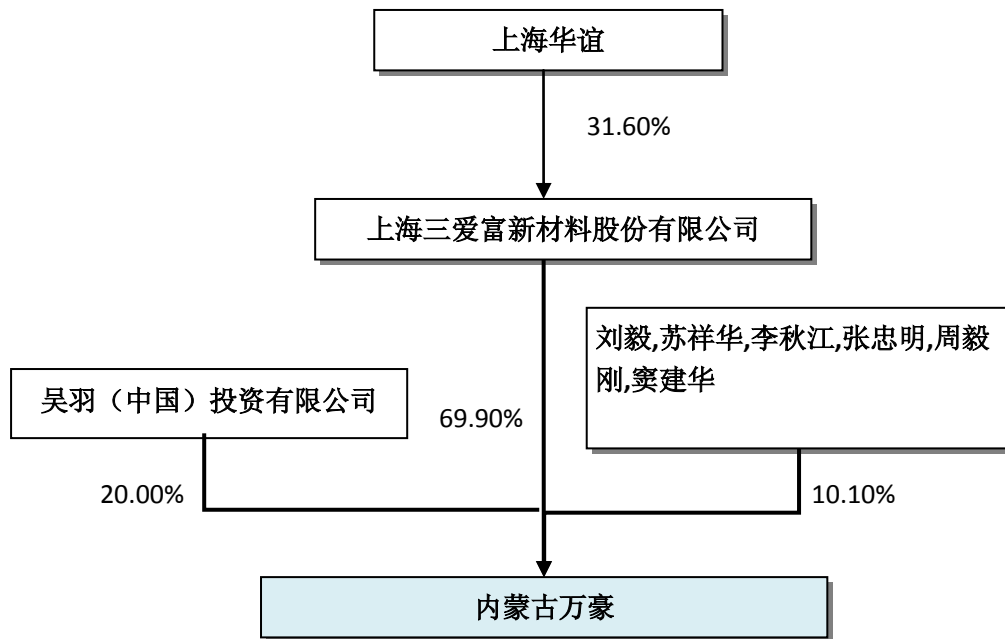 上海华谊
31.60%
上海三爱富新材料股份有限公司
刘毅,苏祥华,李秋江,张忠明,周毅
刚,窦建华
吴羽（中国）投资有限公司
69.90%
20.00%
10.10%
内蒙古万豪